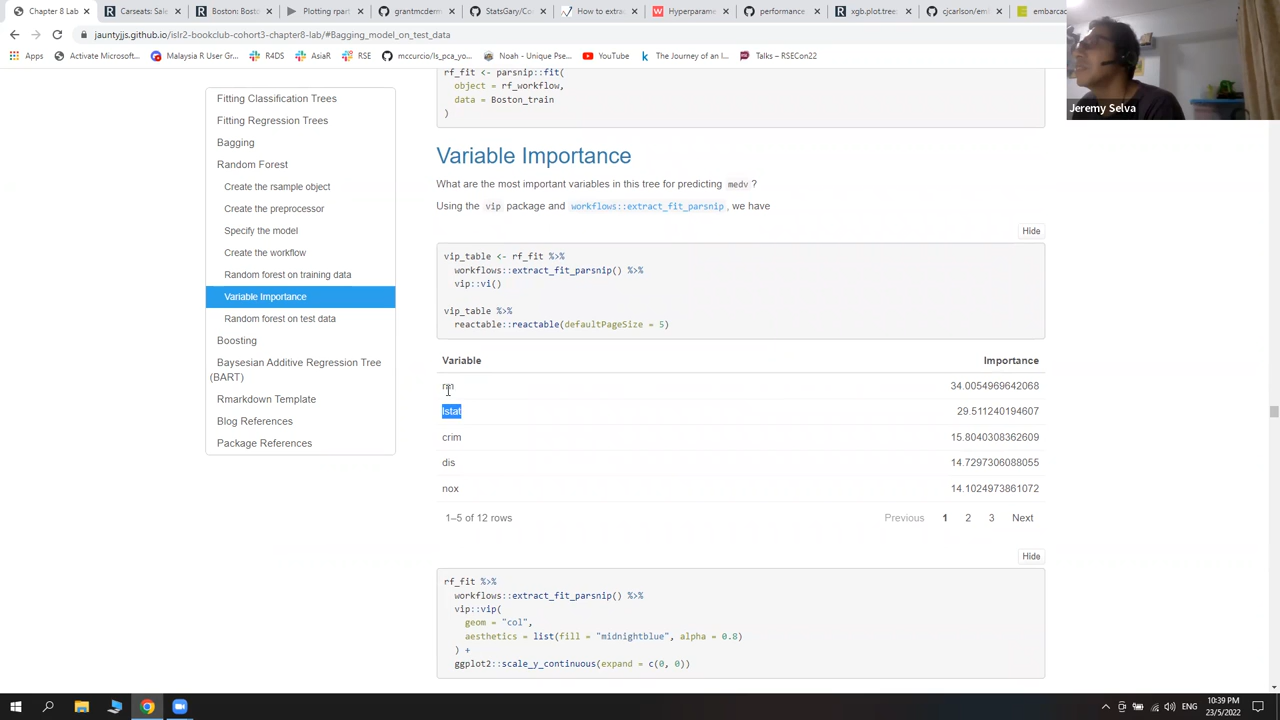 Chapter 8 Lab
Carseats: Sale
Boston: Bosto
Plotting rpart
grantmcderm
StatsGary/Co
How to extrac
Hyperparame
performance
xgb.plot.tree:
cjcarlson/em
embarcad
jauntyjjs.github.io/islr2-bookclub-cohort3-chapter8-lab/#Bagging_model_on_test_data
Apps
Activate Microsoft...
Malaysia R User Gr...
R4DS
AsiaR
RSE
mccurcio/ls_pca_yo...
Noah - Unique Pse...
YouTube
The Journey of an I...
Talks – RSECon22
Jeremy Selva
Fitting Classification Trees
Fitting Regression Trees
Bagging
Random Forest
Create the rsample object
Create the preprocessor
Specify the model
Create the workflow
Random forest on training data
Variable Importance
Random forest on test data
Boosting
Baysesian Additive Regression Tree
(BART)
Rmarkdown Template
Blog References
Package References
rf_fit <- parsnip::fit(
object = rf_workflow,
data = Boston_train
)
Variable Importance
What are the most important variables in this tree for predicting medv ?
Using the vip package and workflows::extract_fit_parsnip , we have
Hide
vip_table <- rf_fit %>%
workflows::extract_fit_parsnip() %>%
vip::vi()
vip_table %>%
reactable::reactable(defaultPageSize = 5)
Variable Importance
rm 34.0054969642068
lstat 29.511240194607
crim 15.8040308362609
dis 14.7297306088055
nox 14.1024973861072
1–5 of 12 rows Previous 1 2 3 Next
Hide
rf_fit %>%
workflows::extract_fit_parsnip() %>%
vip::vip(
geom = "col",
aesthetics = list(fill = "midnightblue", alpha = 0.8)
) +
ggplot2::scale_y_continuous(expand = c(0, 0))
ENG
10:39 PM
23/5/2022